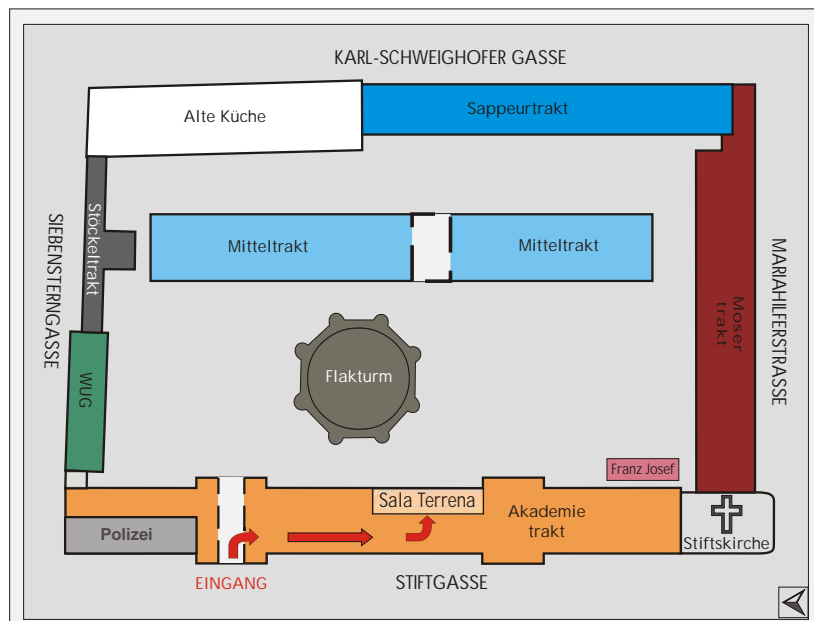 KARL-SCHWEIGHOFER GASSE
Alte Küche
Sappeurtrakt
SIEBENSTERNGASSE
Stöckeltrakt
Mitteltrakt
Mitteltrakt
MARIAHILFERSTRASSE
Moser
trakt
Flakturm
WUG
Franz Josef
Sala Terrena
Akademie
trakt
Polizei
Stiftskirche
EINGANG
STIFTGASSE